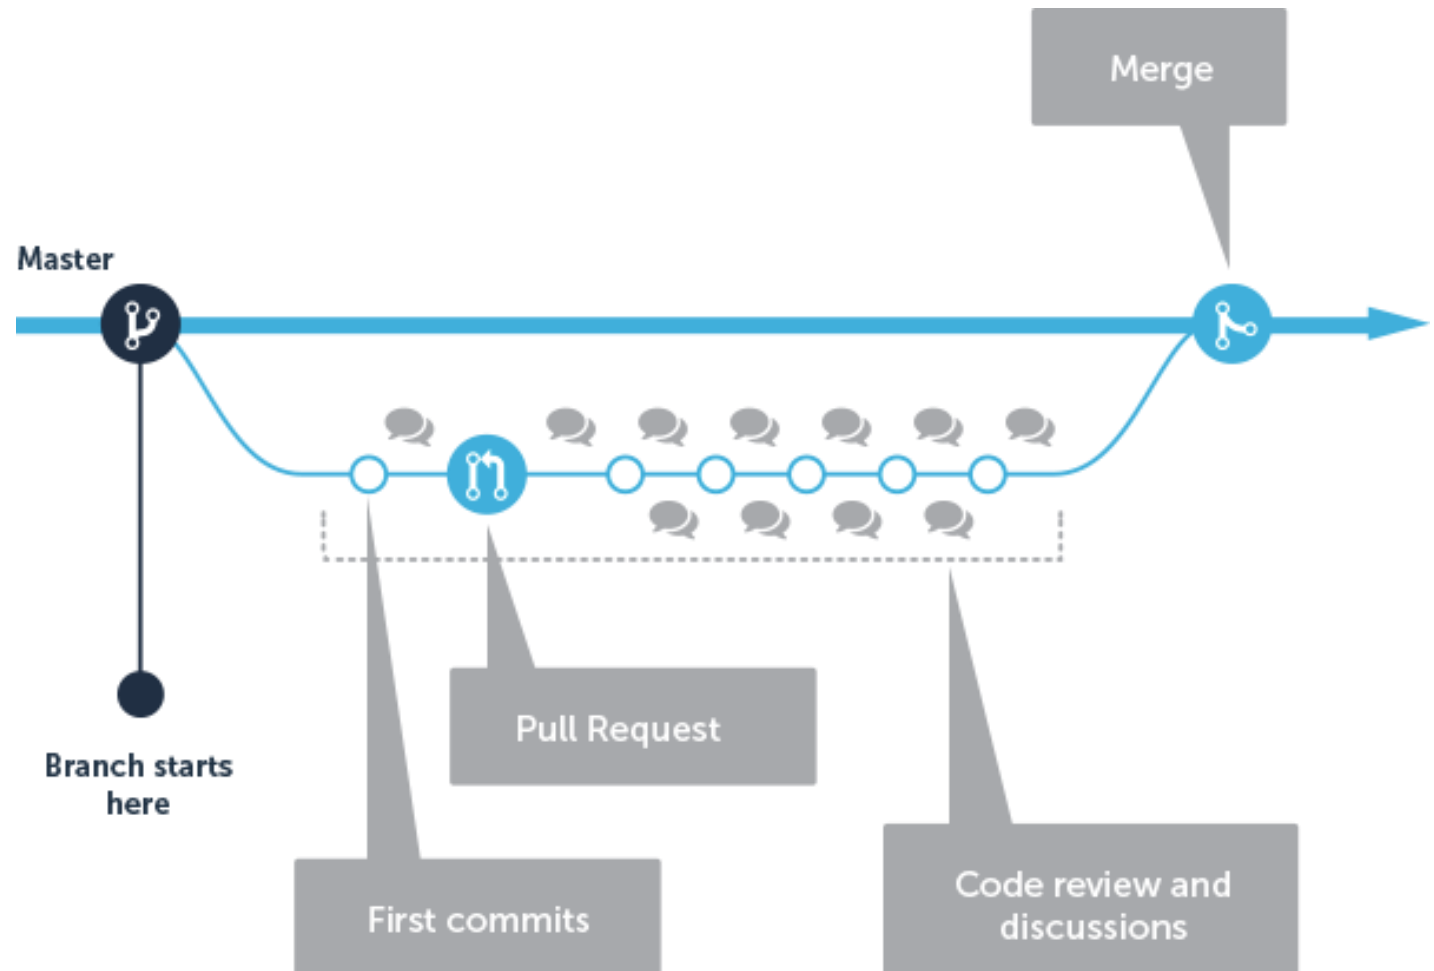 Merge
Master
Pull Request
Branch starts
here
Code review and
discussions
First commits